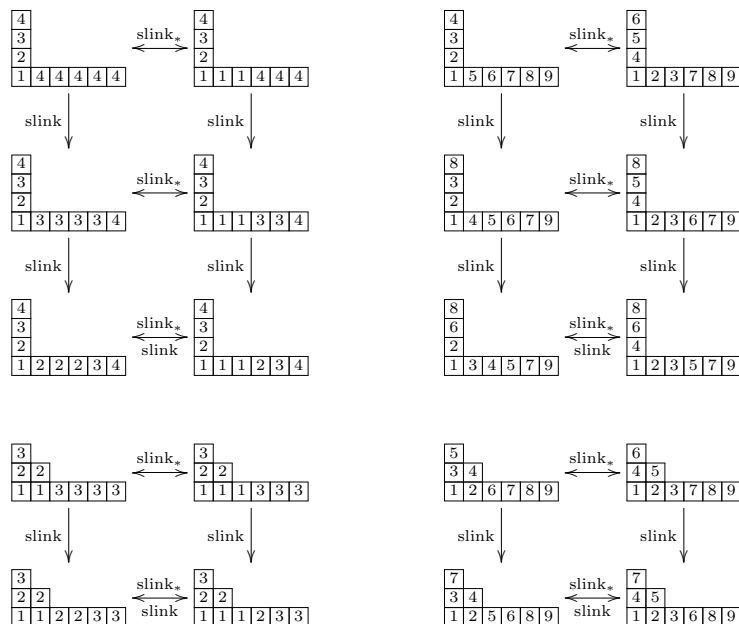 4 4 4 6
3 slink∗ 3 3 slink∗ 5
2 2 2 4
1 4 4 4 4 4 1 1 1 4 4 4 1 5 6 7 8 9 1 2 3 7 8 9
slink slink slink slink
4 4 8 8
3 slink∗ 3 3 slink∗ 5
2 2 2 4
1 3 3 3 3 4 1 1 1 3 3 4 1 4 5 6 7 9 1 2 3 6 7 9
slink slink slink slink
4 4 8 8
3 slink∗ 3 6 slink∗ 6
2 slink 2 2 slink 4
1 2 2 2 3 4 1 1 1 2 3 4 1 3 4 5 7 9 1 2 3 5 7 9
3 slink∗ 3 5 slink∗ 6
2 2 2 2 3 4 4 5
1 1 3 3 3 3 1 1 1 3 3 3 1 2 6 7 8 9 1 2 3 7 8 9
slink slink slink slink
3 slink∗ 3 7 slink∗ 7
2 2 slink 2 2 3 4 slink 4 5
1 1 2 2 3 3 1 1 1 2 3 3 1 2 5 6 8 9 1 2 3 6 8 9